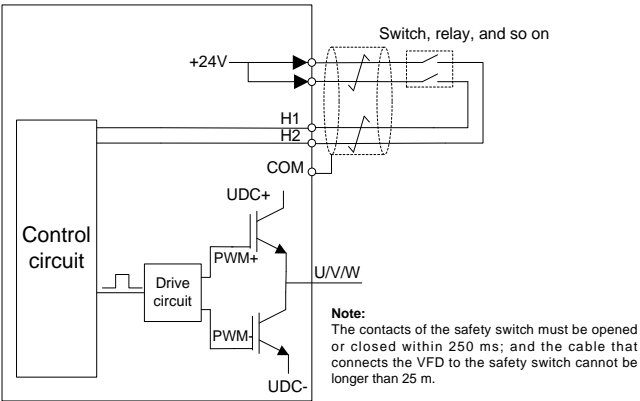 Switch, relay, and so on
+24V
H1
H2
COM
UDC+
Control
circuit
PWM+
Drive
circuit
U/V/W
PWM-
UDC-
Note:
The contacts of the safety switch must be opened
or closed within 250 ms; and the cable that
connects the VFD to the safety switch cannot be
longer than 25 m.